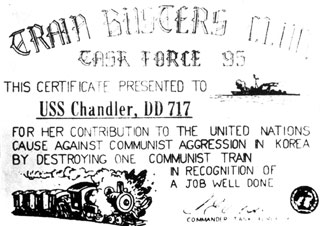 TRAIN BUSTERS CLUB
TASK FORCE 95
THIS CERTIFICATE PRESENTED TO
USS Chandler, DD 717
FOR HER CONTRIBUTION TO THE UNITED NATIONS
CAUSE AGAINST COMMUNIST AGGRESSION IN KOREA
BY DESTROYING ONE COMMUNIST TRAIN
IN RECOGNITION OF
A JOB WELL DONE
COMMANDER TASK